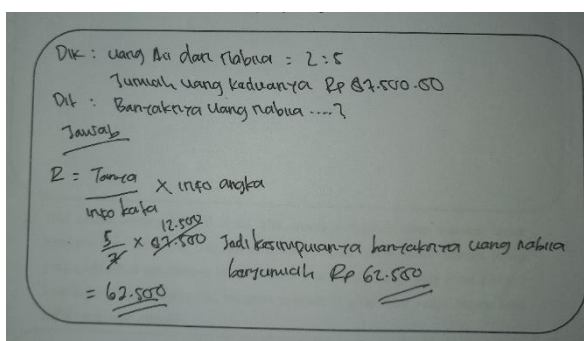 Dik : uang Ani dan Nabila = 2 : 5
Jumlah uang keduanya Rp 87.500.00
Dit : Banyaknya uang nabila ....?
Jawab
R = Tanya × info angka
info kata
12.500
5/7 × 87.500 Jadi kesimpulannya banyaknya uang nabila
berjumlah Rp 62.500
= 62.500